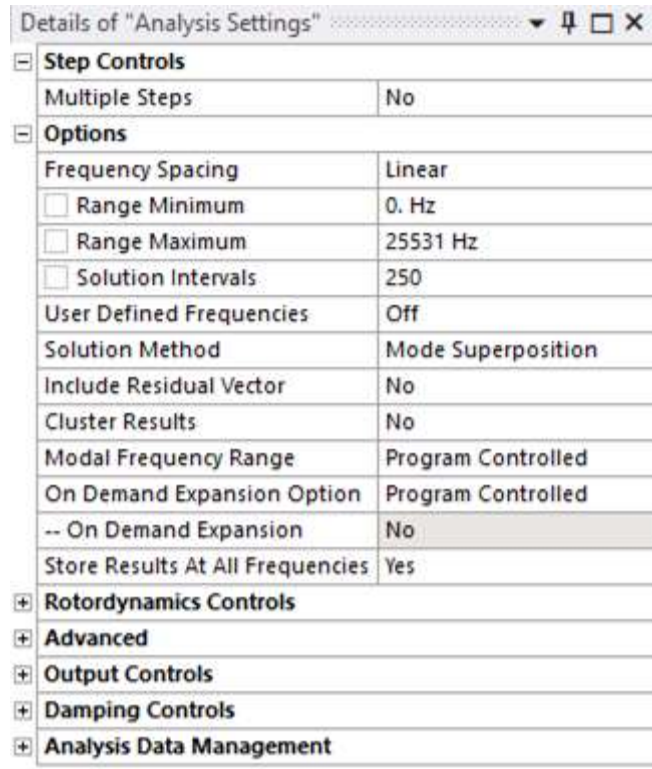 Details of "Analysis Settings"
Step Controls
Multiple Steps No
Options
Frequency Spacing Linear
Range Minimum 0. Hz
Range Maximum 25531 Hz
Solution Intervals 250
User Defined Frequencies Off
Solution Method Mode Superposition
Include Residual Vector No
Cluster Results No
Modal Frequency Range Program Controlled
On Demand Expansion Option Program Controlled
-- On Demand Expansion No
Store Results At All Frequencies Yes
Rotordynamics Controls
Advanced
Output Controls
Damping Controls
Analysis Data Management